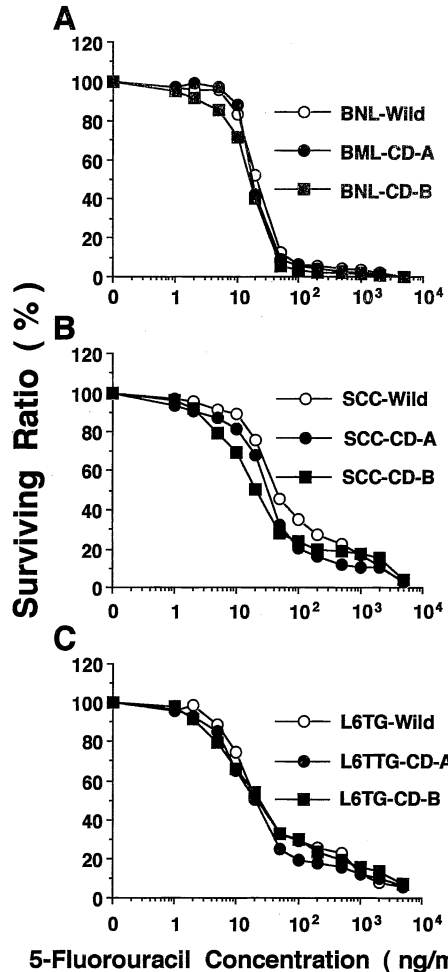 A
120
100
80
60
40
20
0
0 1 10 10² 10³ 10⁴
BNL-Wild
BML-CD-A
BNL-CD-B
Surviving Ratio ( % )
B
120
100
80
60
40
20
0
0 1 10 10² 10³ 10⁴
SCC-Wild
SCC-CD-A
SCC-CD-B
C
120
100
80
60
40
20
0
0 1 10 10² 10³ 10⁴
L6TG-Wild
L6TTG-CD-A
L6TG-CD-B
5-Fluorouracil Concentration ( ng/m